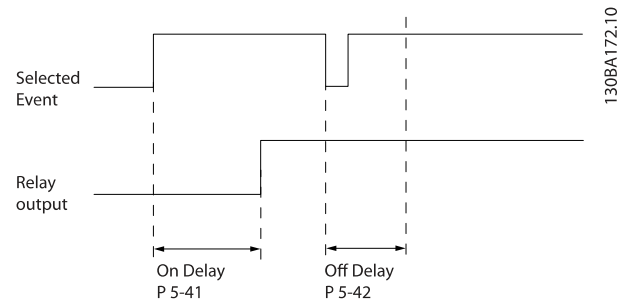 130BA172.10
Selected
Event
Relay
output
On Delay
P 5-41
Off Delay
P 5-42